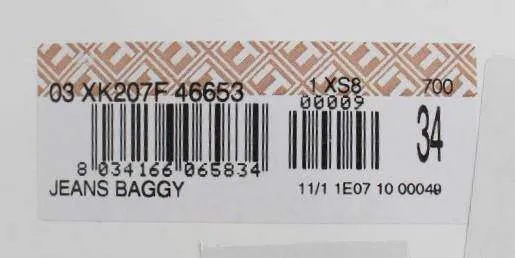 03 XK207F 46653 1 XS8 700
00009
34
8 034166 065834
JEANS BAGGY 11/1 1E07 10 00049